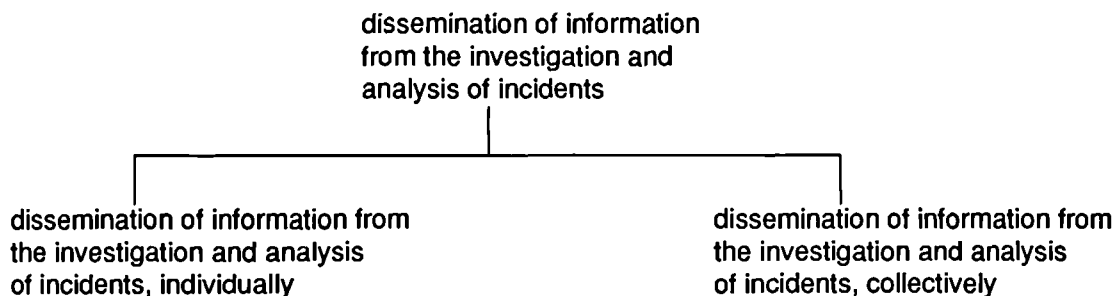 dissemination of information
from the investigation and
analysis of incidents
dissemination of information from
the investigation and analysis
of incidents, individually
dissemination of information from
the investigation and analysis
of incidents, collectively